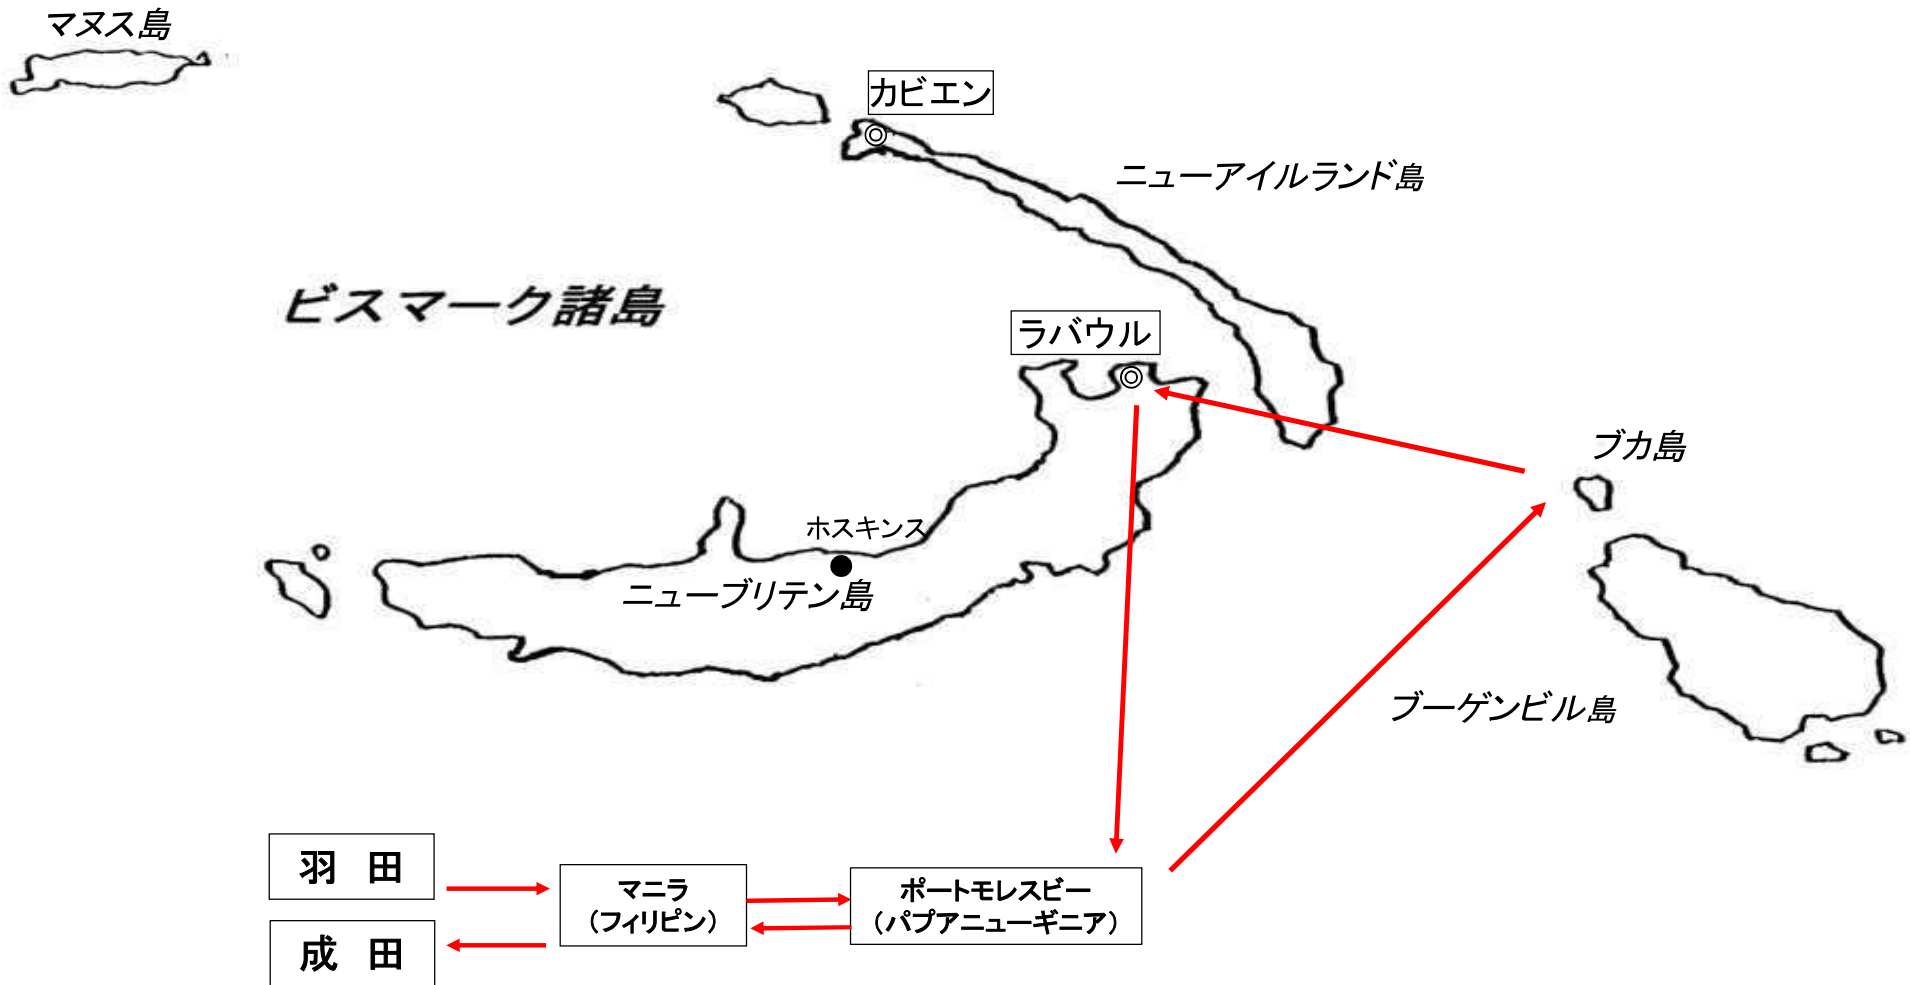 マヌス島
カビエン
ニューアイルランド島
ビスマーク諸島
ラバウル
ブカ島
ホスキンス
ニューブリテン島
ブーゲンビル島
羽　田
マニラ
（フィリピン）
ポートモレスビー
（パプアニューギニア）
成　田